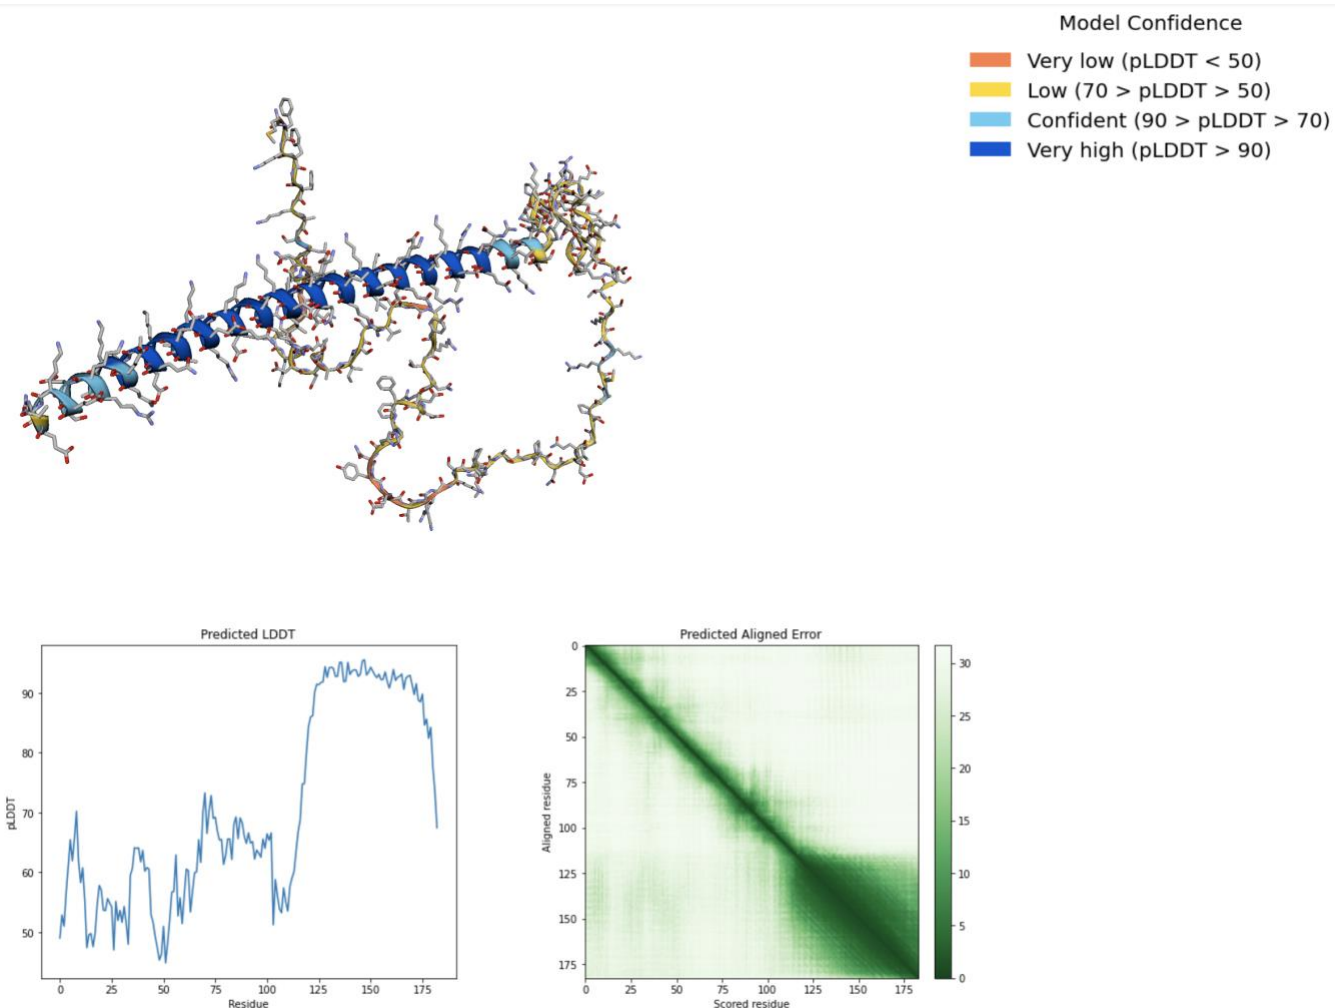 Model Confidence
Very low (pLDDT < 50)
Low (70 > pLDDT > 50)
Confident (90 > pLDDT > 70)
Very high (pLDDT > 90)
Predicted LDDT
90
80
70
60
50
pLDDT
0 25 50 75 100 125 150 175
Residue
Predicted Aligned Error
0
25
50
75
100
125
150
175
Aligned residue
0 25 50 75 100 125 150 175
Scored residue
30
25
20
15
10
5
0